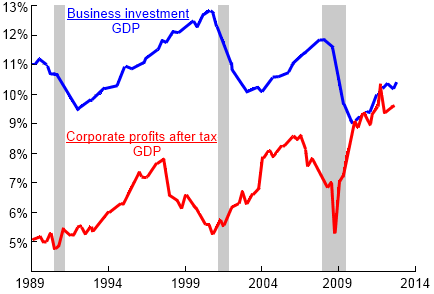 13%
Business investment
GDP
12%
11%
10%
9%
Corporate profits after tax
GDP
8%
7%
6%
5%
1989 1994 1999 2004 2009 2014